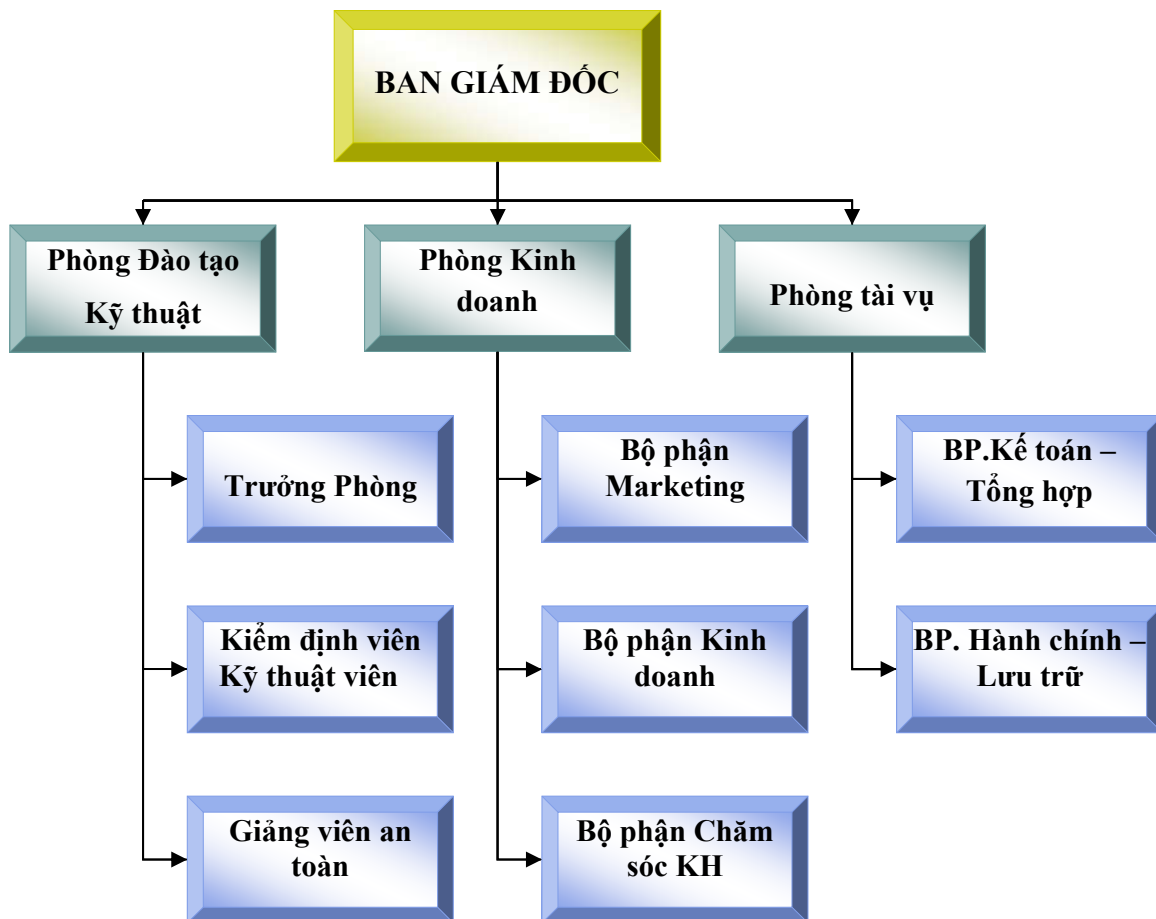 BAN GIÁM ĐỐC
Phòng Đào tạo
Kỹ thuật
Phòng Kinh
doanh
Phòng tài vụ
Trưởng Phòng
Bộ phận
Marketing
BP.Kế toán –
Tổng hợp
Kiểm định viên
Kỹ thuật viên
Bộ phận Kinh
doanh
BP. Hành chính –
Lưu trữ
Giảng viên an
toàn
Bộ phận Chăm
sóc KH